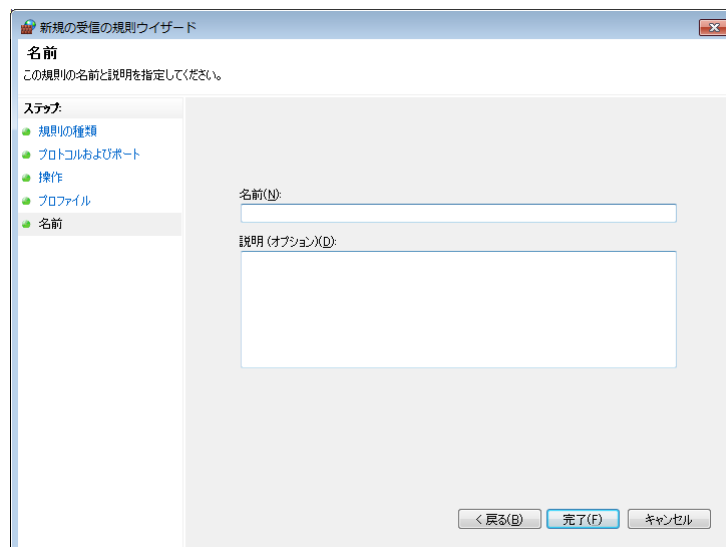 新規の受信の規則ウィザード
名前
この規則の名前と説明を指定してください。
ステップ:
規則の種類
プロトコルおよびポート
操作
プロファイル
名前
名前(N):
説明 (オプション)(D):
< 戻る(B)
完了(F)
キャンセル